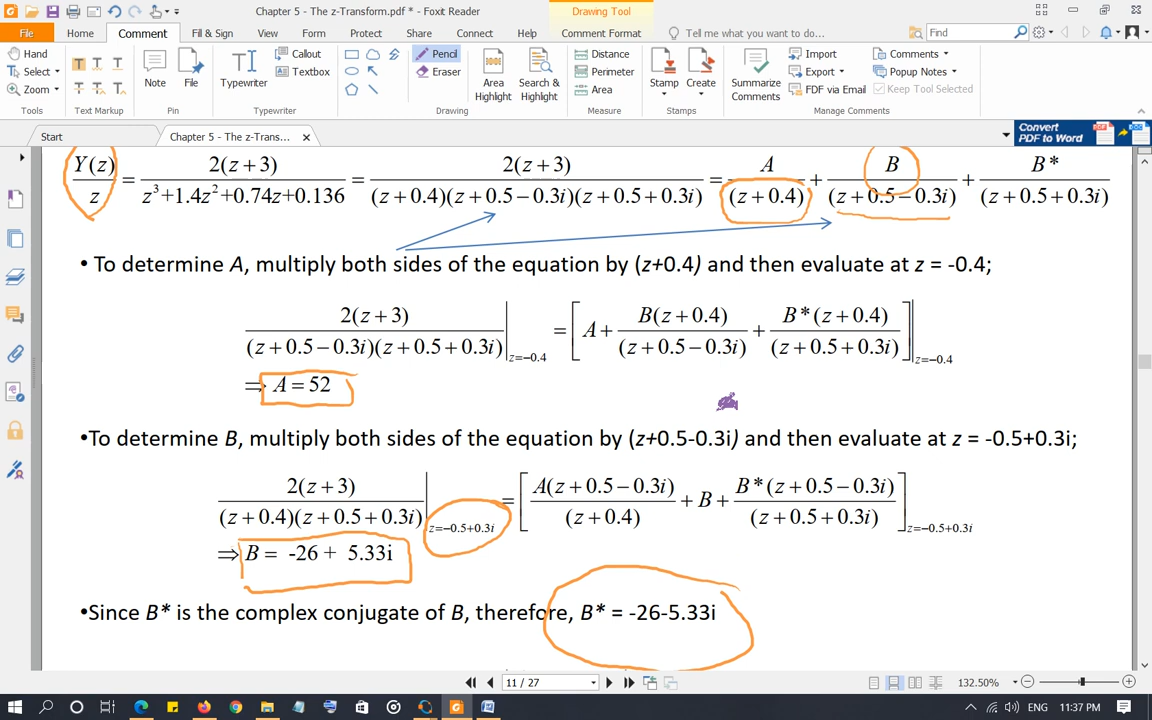 Chapter 5 - The z-Transform.pdf * - Foxit Reader
Drawing Tool
File Home Comment Fill & Sign View Form Protect Share Connect Help Comment Format Tell me what you want to do... Find
Hand
Select
Zoom
Tools
Text Markup
Note
File
Pin
Typewriter
Callout
Textbox
Typewriter
Pencil
Eraser
Drawing
Area Highlight
Search & Highlight
Distance
Perimeter
Area
Measure
Stamp
Create
Stamps
Summarize Comments
Import
Export
FDF via Email
Comments
Popup Notes
Keep Tool Selected
Manage Comments
Start
Chapter 5 - The z-Trans...
Convert PDF to Word
Y(z)/z = 2(z+3)/(z³+1.4z²+0.74z+0.136) = 2(z+3)/((z+0.4)(z+0.5−0.3i)(z+0.5+0.3i)) = A/(z+0.4) + B/(z+0.5−0.3i) + B*/(z+0.5+0.3i)
• To determine A, multiply both sides of the equation by (z+0.4) and then evaluate at z = -0.4;
2(z+3)/((z+0.5−0.3i)(z+0.5+0.3i))|z=−0.4 = [A + B(z+0.4)/(z+0.5−0.3i) + B*(z+0.4)/(z+0.5+0.3i)]|z=−0.4
⇒ A = 52
•To determine B, multiply both sides of the equation by (z+0.5-0.3i) and then evaluate at z = -0.5+0.3i;
2(z+3)/((z+0.4)(z+0.5+0.3i))|z=−0.5+0.3i = [A(z+0.5−0.3i)/(z+0.4) + B + B*(z+0.5−0.3i)/(z+0.5+0.3i)]z=−0.5+0.3i
⇒ B = -26 + 5.33i
•Since B* is the complex conjugate of B, therefore, B* = -26-5.33i
11 / 27
132.50%
ENG 11:37 PM